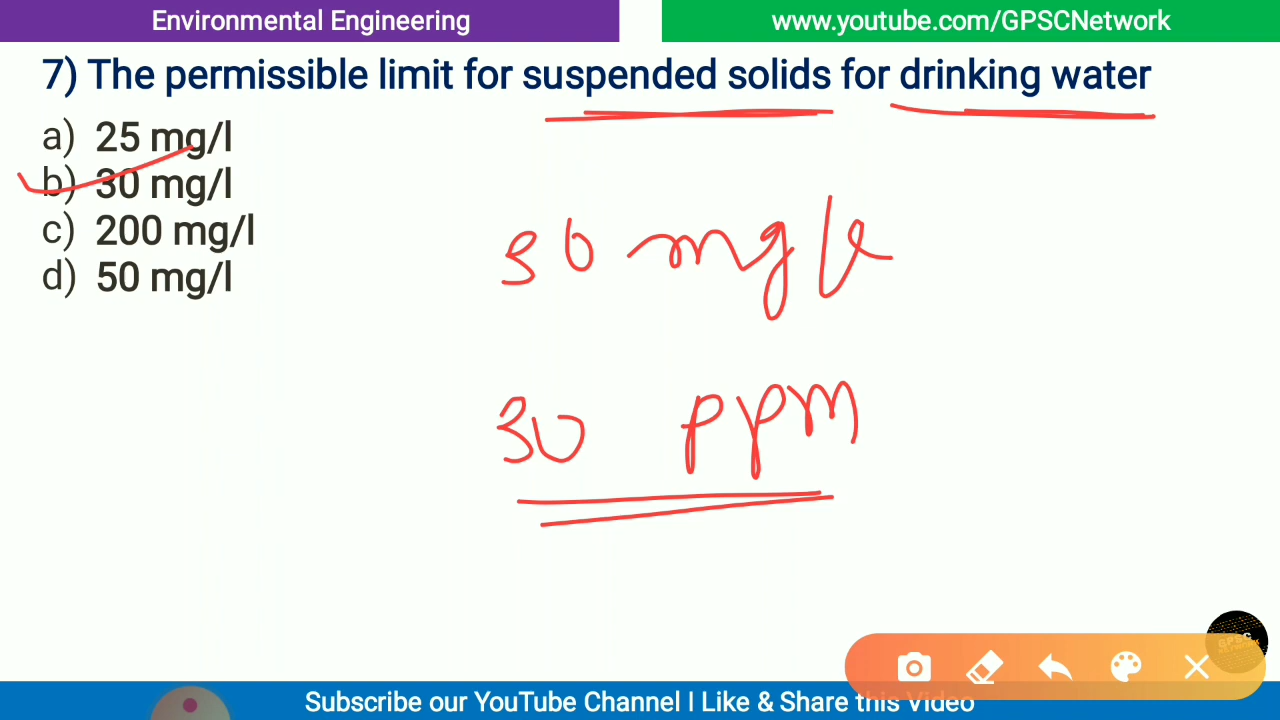 Environmental Engineering
www.youtube.com/GPSCNetwork
7) The permissible limit for suspended solids for drinking water
a) 25 mg/l
b) 30 mg/l
c) 200 mg/l
d) 50 mg/l
30 mg/l
30 ppm
GPSC
Subscribe our YouTube Channel I Like & Share this Video